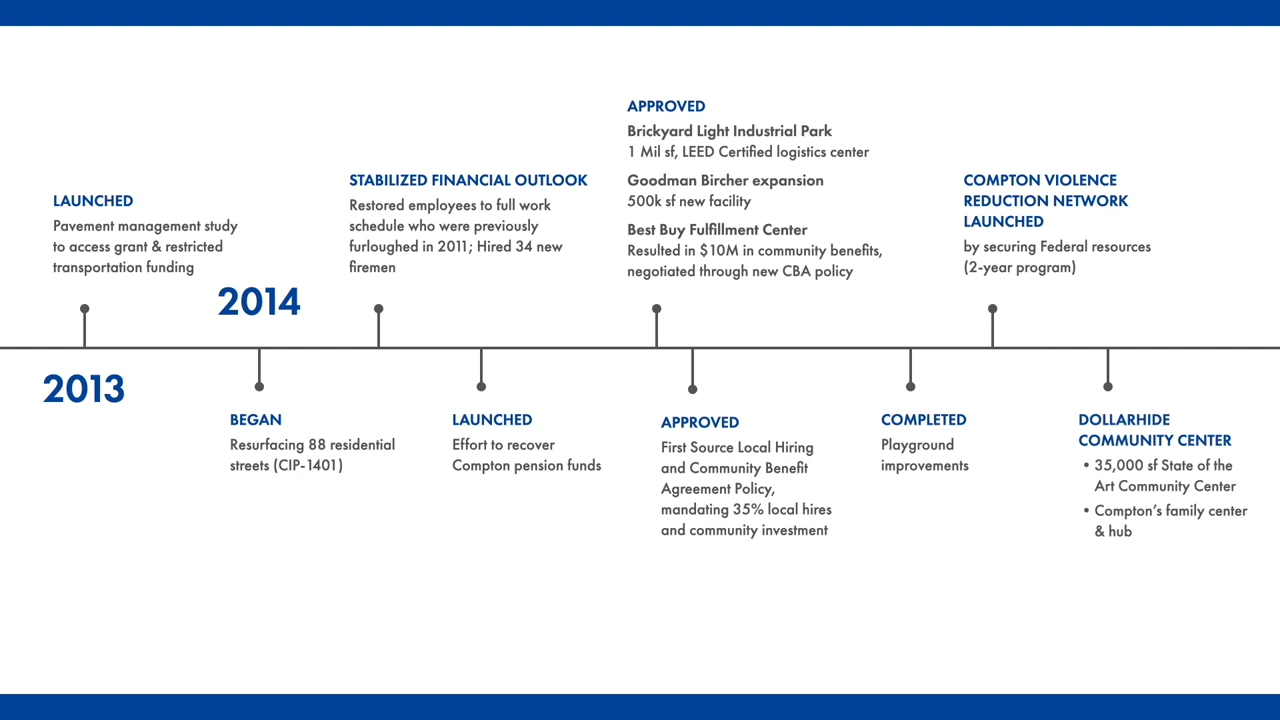 LAUNCHED
Pavement management study
to access grant & restricted
transportation funding
2013
2014
BEGAN
Resurfacing 88 residential
streets (CIP-1401)
STABILIZED FINANCIAL OUTLOOK
Restored employees to full work
schedule who were previously
furloughed in 2011; Hired 34 new
firemen
LAUNCHED
Effort to recover
Compton pension funds
APPROVED
Brickyard Light Industrial Park
1 Mil sf, LEED Certified logistics center
Goodman Bircher expansion
500k sf new facility
Best Buy Fulfillment Center
Resulted in $10M in community benefits,
negotiated through new CBA policy
APPROVED
First Source Local Hiring
and Community Benefit
Agreement Policy,
mandating 35% local hires
and community investment
COMPLETED
Playground
improvements
COMPTON VIOLENCE
REDUCTION NETWORK
LAUNCHED
by securing Federal resources
(2-year program)
DOLLARHIDE
COMMUNITY CENTER
• 35,000 sf State of the
Art Community Center
• Compton's family center
& hub